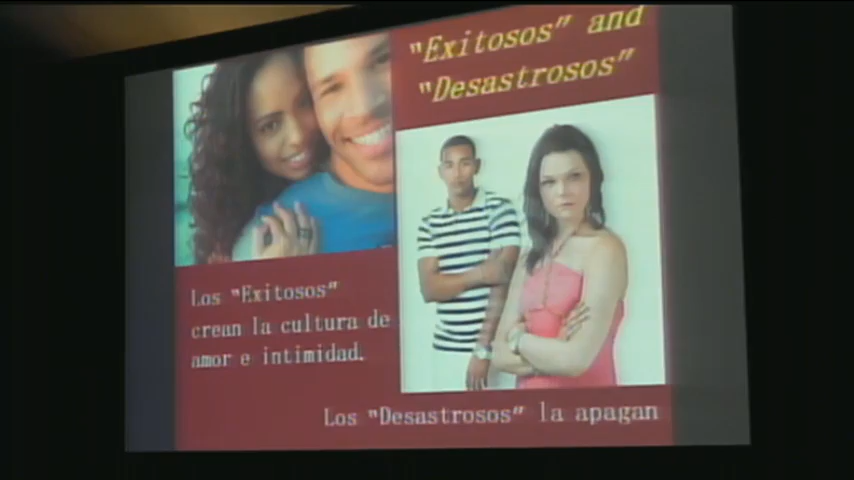 "Exitosos" and
"Desastrosos"
Los "Exitosos"
crean la cultura de
amor e intimidad.
Los "Desastrosos" la apagan